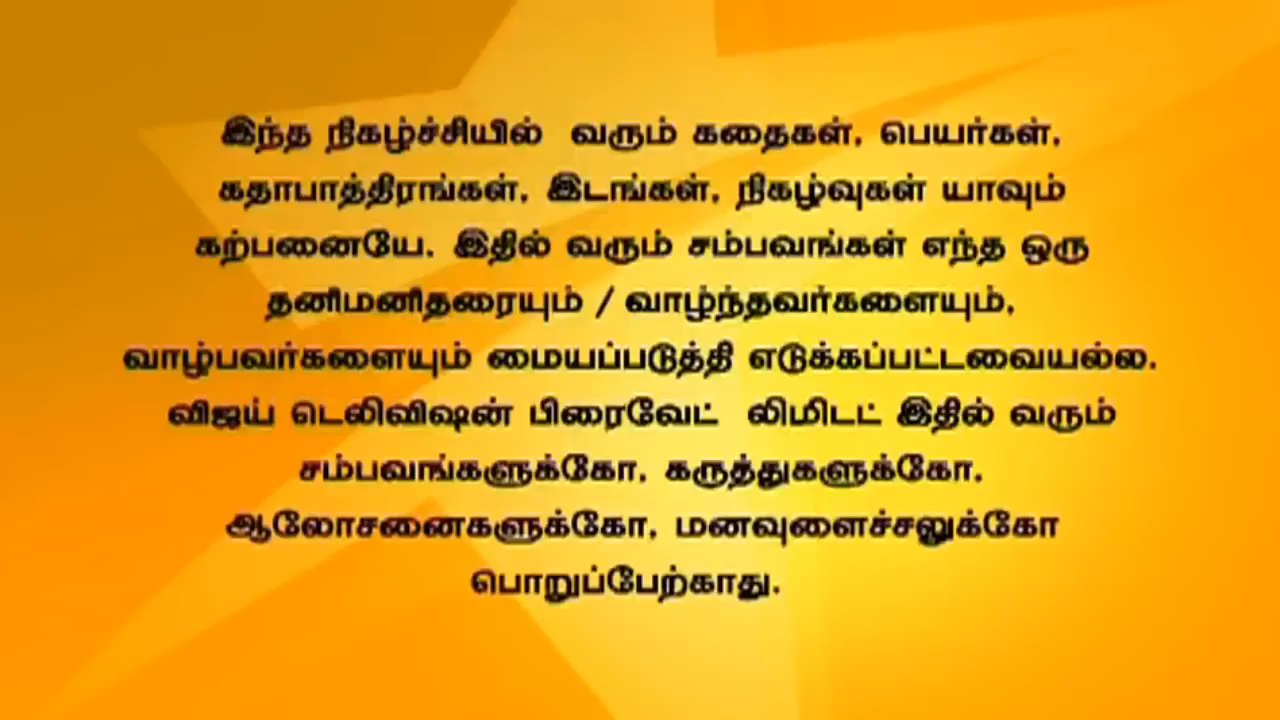 இந்த நிகழ்ச்சியில் வரும் கதைகள், பெயர்கள்,
கதாபாத்திரங்கள், இடங்கள், நிகழ்வுகள் யாவும்
கற்பனையே. இதில் வரும் சம்பவங்கள் எந்த ஒரு
தனிமனிதரையும் / வாழ்ந்தவர்களையும்,
வாழ்பவர்களையும் மையப்படுத்தி எடுக்கப்பட்டவையல்ல.
விஜய் டெலிவிஷன் பிரைவேட் லிமிடட் இதில் வரும்
சம்பவங்களுக்கோ, கருத்துகளுக்கோ,
ஆலோசனைகளுக்கோ, மனவுளைச்சலுக்கோ
பொறுப்பேற்காது.